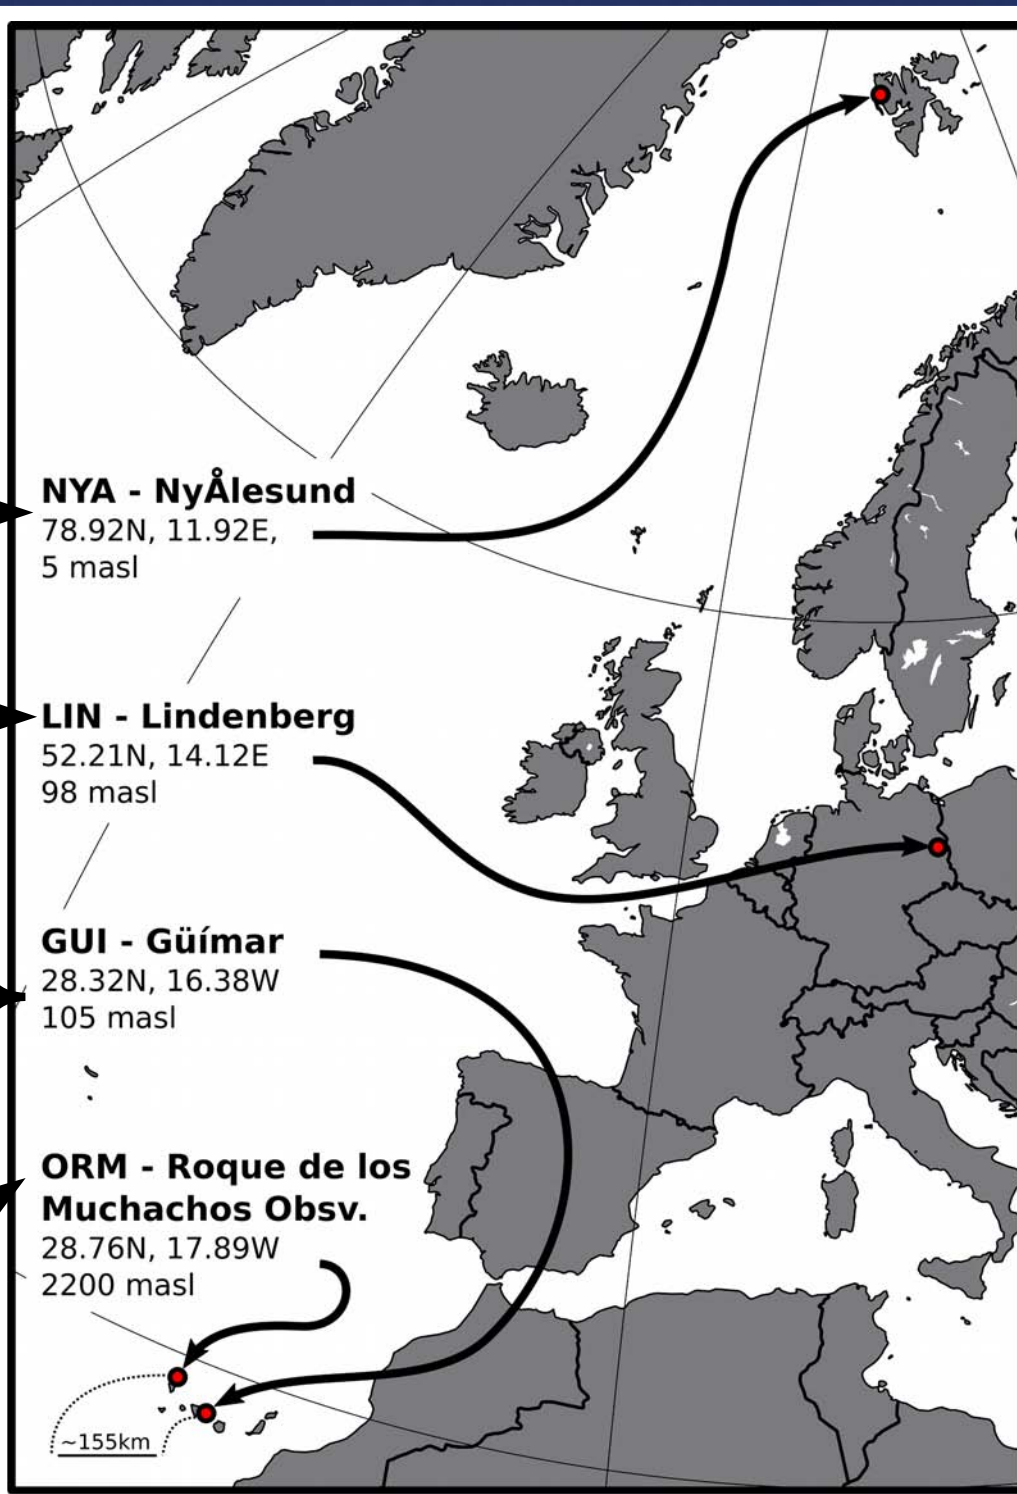 NYA - NyÅlesund
78.92N, 11.92E,
5 masl
LIN - Lindenberg
52.21N, 14.12E
98 masl
GUI - Güímar
28.32N, 16.38W
105 masl
ORM - Roque de los
Muchachos Obsv.
28.76N, 17.89W
2200 masl
~155km